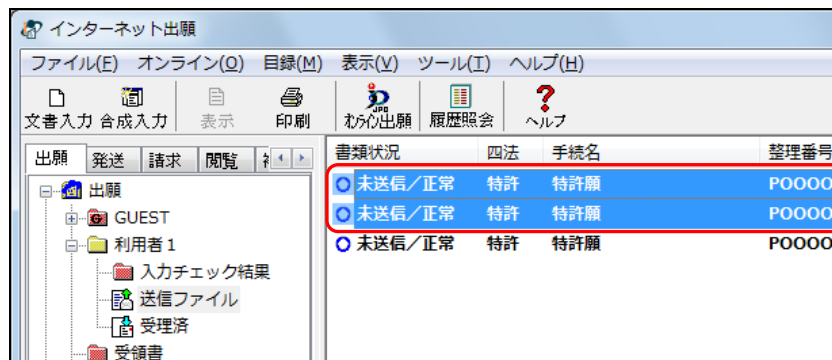 インターネット出願
ファイル(F) オンライン(O) 目録(M) 表示(V) ツール(T) ヘルプ(H)
文書入力 合成入力 表示 印刷 オンライン出願 履歴照会 ヘルプ
出願 発送 請求 閲覧
書類状況 四法 手続名 整理番号
出願
GUEST
利用者1
入力チェック結果
送信ファイル
受理済
受領書
未送信/正常 特許 特許願 P0000
未送信/正常 特許 特許願 P0000
未送信/正常 特許 特許願 P0000